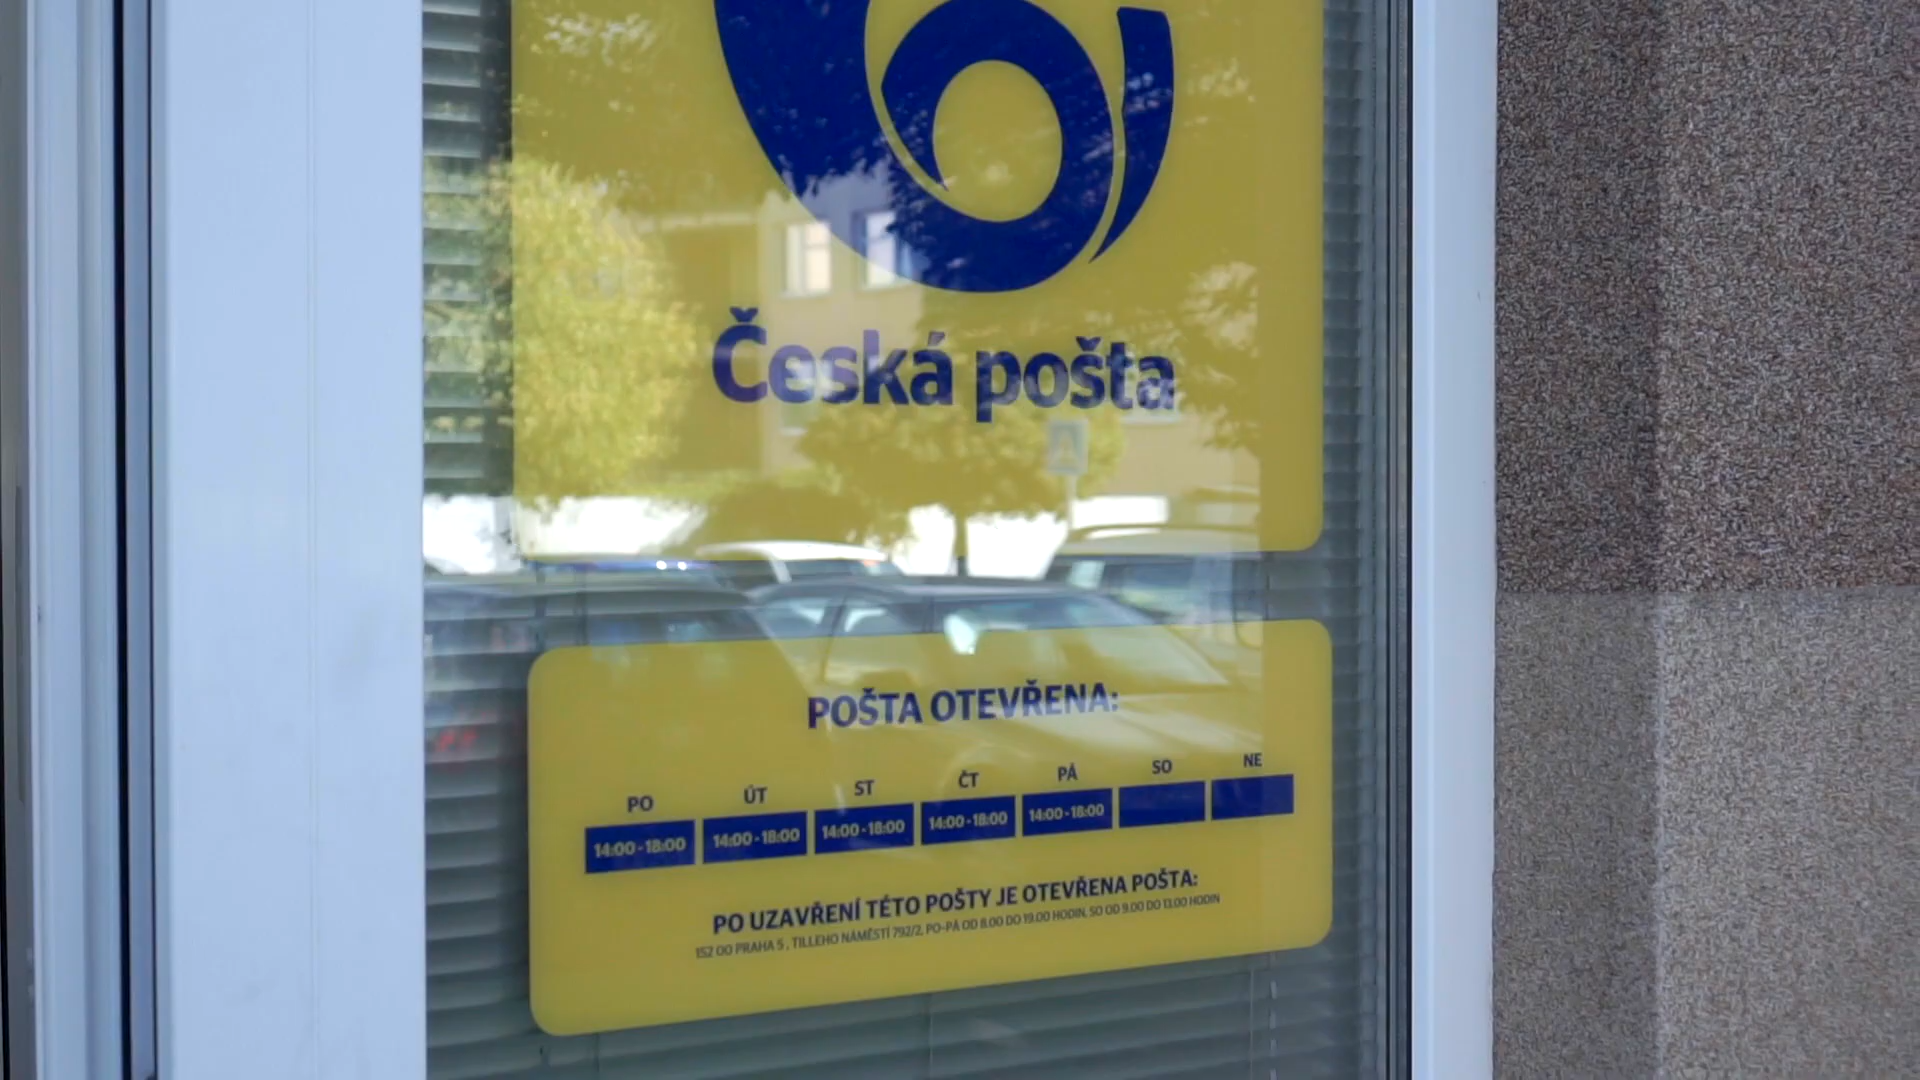 Česká pošta
POŠTA OTEVŘENA:
PO ÚT ST ČT PÁ SO NE
14:00 - 18:00 14:00 - 18:00 14:00 - 18:00 14:00 - 18:00 14:00 - 18:00
PO UZAVŘENÍ TÉTO POŠTY JE OTEVŘENA POŠTA:
152 00 PRAHA 5 , TILLEHO NÁMĚSTÍ 792/2, PO-PÁ OD 8.00 DO 19.00 HODIN, SO OD 9.00 DO 13.00 HODIN